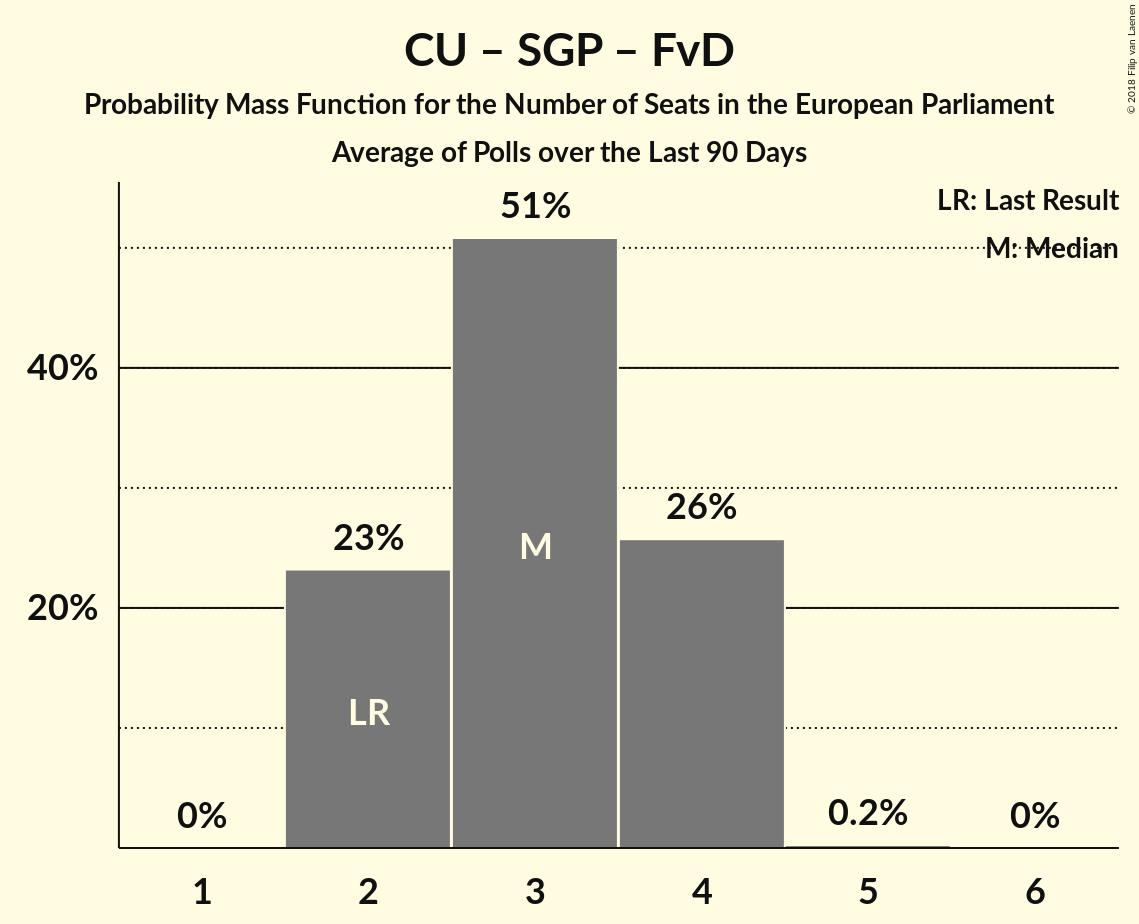 CU – SGP – FvD
Probability Mass Function for the Number of Seats in the European Parliament
Average of Polls over the Last 90 Days
© 2018 Filip van Laenen
LR: Last Result
M: Median
51%
40%
26%
23%
M
20%
LR
0%
0.2%
0%
1 2 3 4 5 6